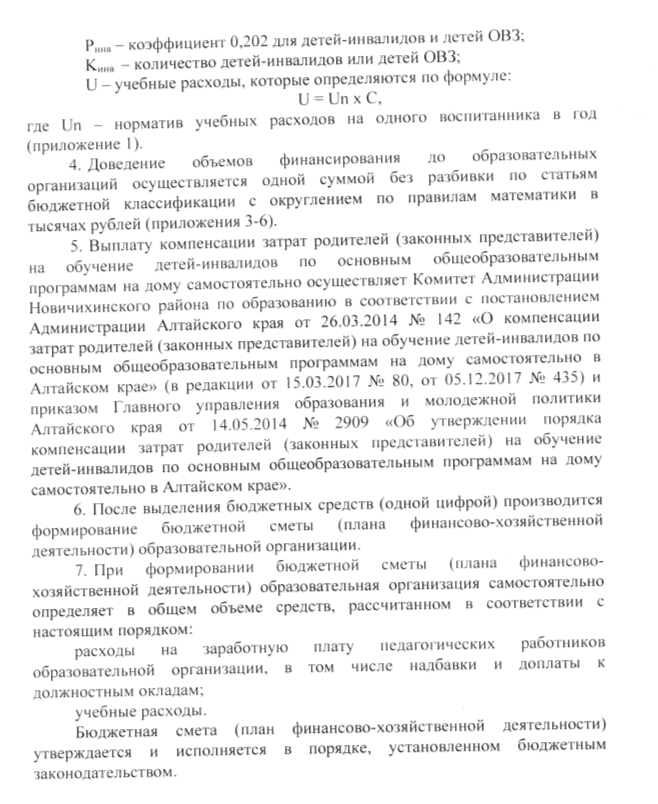 Рина – коэффициент 0,202 для детей-инвалидов и детей ОВЗ;
Кина – количество детей-инвалидов или детей ОВЗ;
U – учебные расходы, которые определяются по формуле:
U = Un x C,
где Un – норматив учебных расходов на одного воспитанника в год
(приложение 1).
4. Доведение объемов финансирования до образовательных
организаций осуществляется одной суммой без разбивки по статьям
бюджетной классификации с округлением по правилам математики в
тысячах рублей (приложения 3-6).
5. Выплату компенсации затрат родителей (законных представителей)
на обучение детей-инвалидов по основным общеобразовательным
программам на дому самостоятельно осуществляет Комитет Администрации
Новичихинского района по образованию в соответствии с постановлением
Администрации Алтайского края от 26.03.2014 № 142 «О компенсации
затрат родителей (законных представителей) на обучение детей-инвалидов по
основным общеобразовательным программам на дому самостоятельно в
Алтайском крае» (в редакции от 15.03.2017 № 80, от 05.12.2017 № 435) и
приказом Главного управления образования и молодежной политики
Алтайского края от 14.05.2014 № 2909 «Об утверждении порядка
компенсации затрат родителей (законных представителей) на обучение
детей-инвалидов по основным общеобразовательным программам на дому
самостоятельно в Алтайском крае».
6. После выделения бюджетных средств (одной цифрой) производится
формирование бюджетной сметы (плана финансово-хозяйственной
деятельности) образовательной организации.
7. При формировании бюджетной сметы (плана финансово-
хозяйственной деятельности) образовательная организация самостоятельно
определяет в общем объеме средств, рассчитанном в соответствии с
настоящим порядком:
расходы на заработную плату педагогических работников
образовательной организации, в том числе надбавки и доплаты к
должностным окладам;
учебные расходы.
Бюджетная смета (план финансово-хозяйственной деятельности)
утверждается и исполняется в порядке, установленном бюджетным
законодательством.